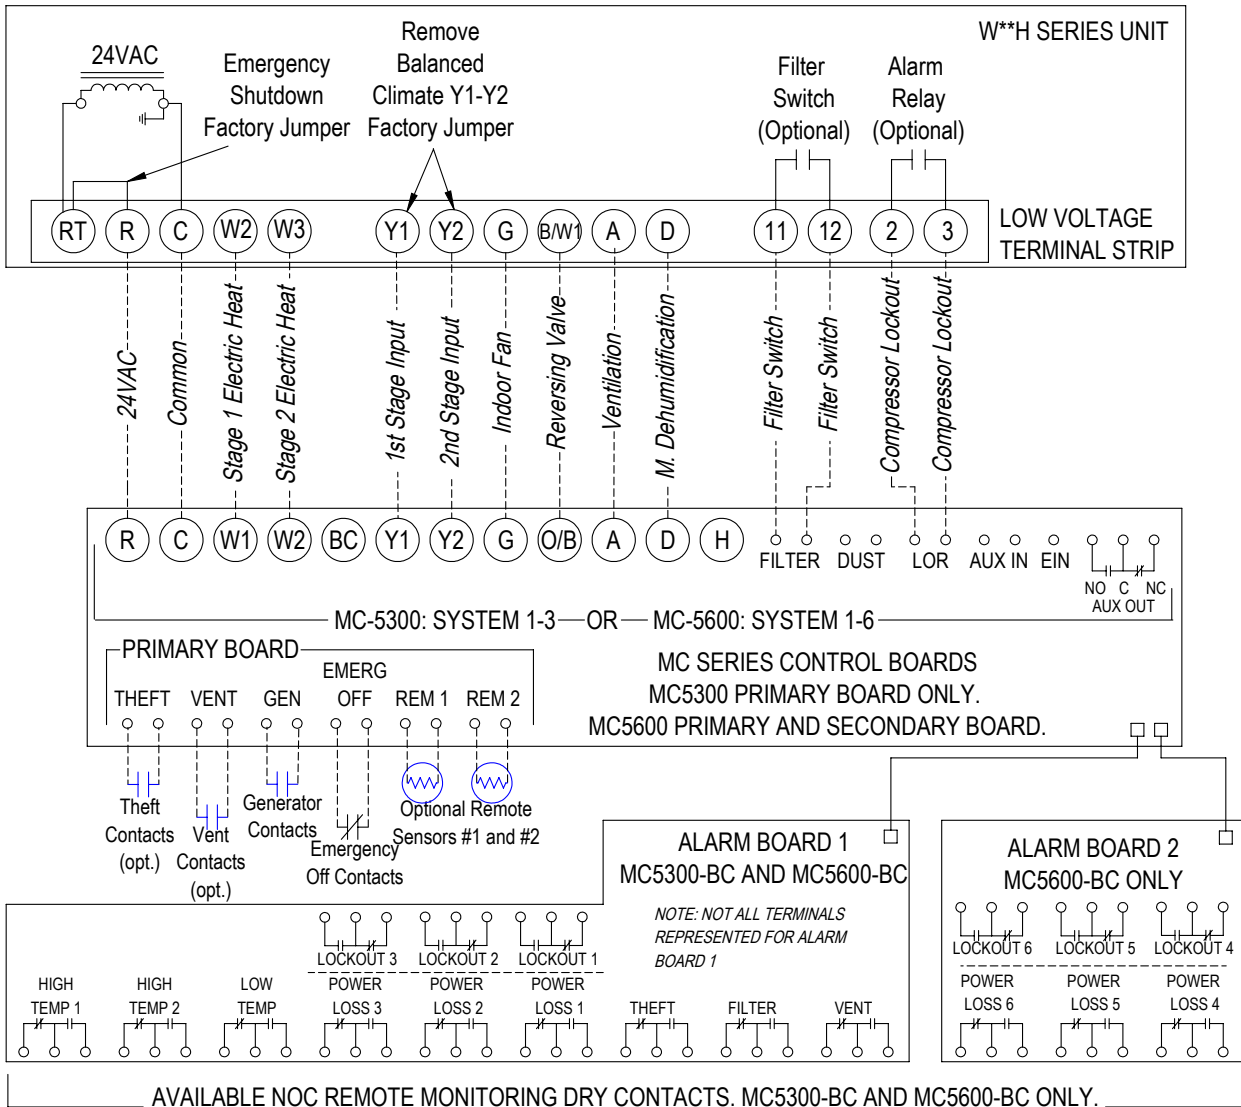 W**H SERIES UNIT
24VAC
Emergency
Shutdown
Factory Jumper
Remove
Balanced
Climate Y1-Y2
Factory Jumper
Filter
Switch
(Optional)
Alarm
Relay
(Optional)
RT R C W2 W3 Y1 Y2 G B/W1 A D 11 12 2 3
LOW VOLTAGE
TERMINAL STRIP
24VAC
Common
Stage 1 Electric Heat
Stage 2 Electric Heat
1st Stage Input
2nd Stage Input
Indoor Fan
Reversing Valve
Ventilation
M. Dehumidification
Filter Switch
Filter Switch
Compressor Lockout
Compressor Lockout
R C W1 W2 BC Y1 Y2 G O/B A D H
FILTER DUST LOR AUX IN EIN
NO C NC
AUX OUT
MC-5300: SYSTEM 1-3 OR MC-5600: SYSTEM 1-6
PRIMARY BOARD
MC SERIES CONTROL BOARDS
MC5300 PRIMARY BOARD ONLY.
MC5600 PRIMARY AND SECONDARY BOARD.
THEFT VENT GEN EMERG
OFF REM 1 REM 2
Theft
Contacts
(opt.)
Vent
Contacts
(opt.)
Generator
Contacts
Emergency
Off Contacts
Optional Remote
Sensors #1 and #2
ALARM BOARD 1
MC5300-BC AND MC5600-BC
NOTE: NOT ALL TERMINALS
REPRESENTED FOR ALARM
BOARD 1
ALARM BOARD 2
MC5600-BC ONLY
LOCKOUT 3 LOCKOUT 2 LOCKOUT 1
LOCKOUT 6 LOCKOUT 5 LOCKOUT 4
HIGH
TEMP 1
HIGH
TEMP 2
LOW
TEMP
POWER
LOSS 3
POWER
LOSS 2
POWER
LOSS 1
THEFT
FILTER
VENT
POWER
LOSS 6
POWER
LOSS 5
POWER
LOSS 4
AVAILABLE NOC REMOTE MONITORING DRY CONTACTS. MC5300-BC AND MC5600-BC ONLY.